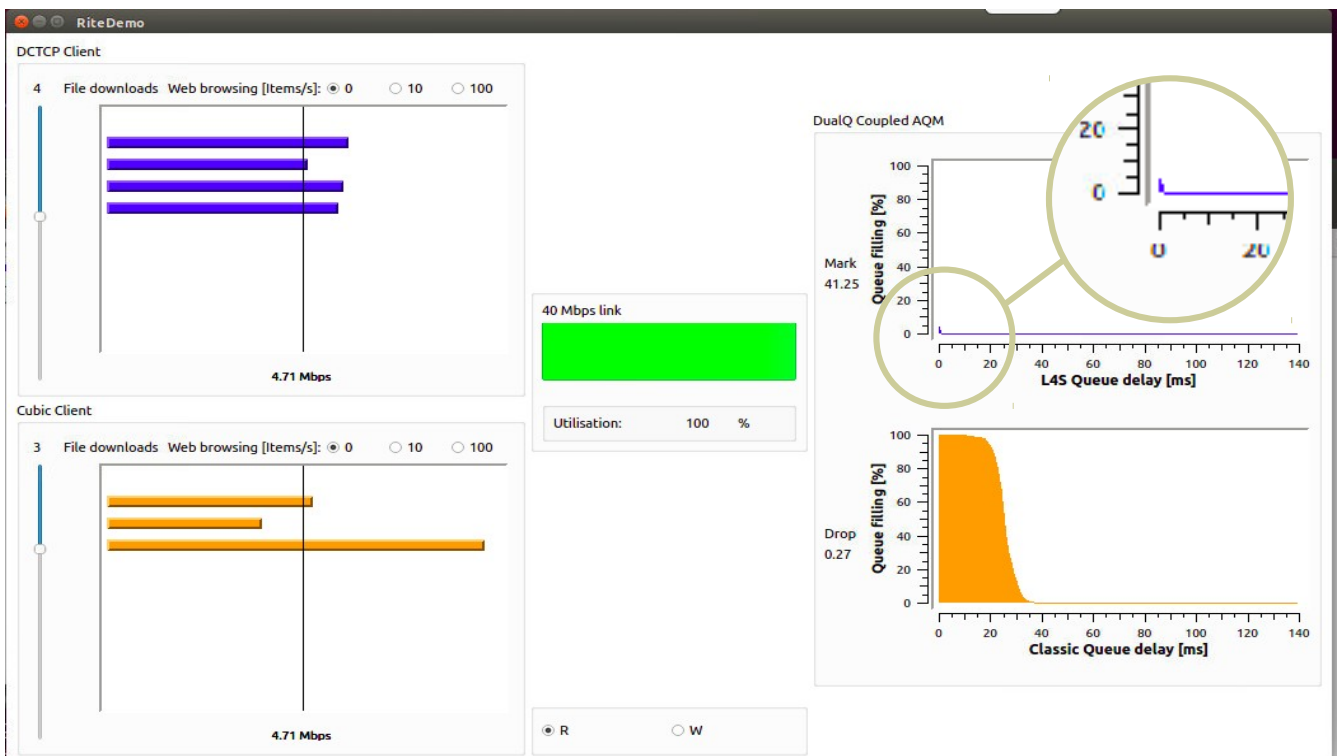 RiteDemo
DCTCP Client
4 File downloads Web browsing [Items/s]: 0 10 100
4.71 Mbps
Cubic Client
3 File downloads Web browsing [Items/s]: 0 10 100
4.71 Mbps
40 Mbps link
Utilisation: 100 %
R W
DualQ Coupled AQM
Mark
41.25
Queue filling [%]
100
80
60
40
20
0
0 20 40 60 80 100 120 140
L4S Queue delay [ms]
20
0
0 20
Drop
0.27
Queue filling [%]
100
80
60
40
20
0
0 20 40 60 80 100 120 140
Classic Queue delay [ms]